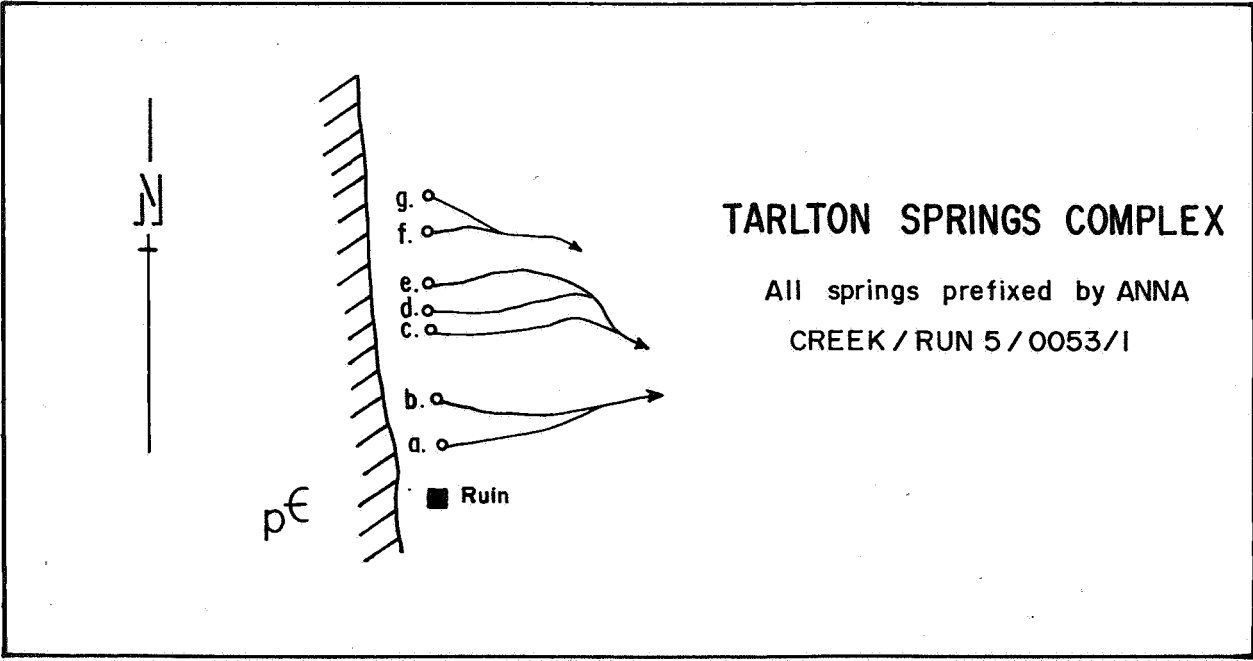 N
TARLTON SPRINGS COMPLEX
All springs prefixed by ANNA
CREEK / RUN 5 / 0053 / 1
g.
f.
e.
d.
c.
b.
a.
Ruin
p€